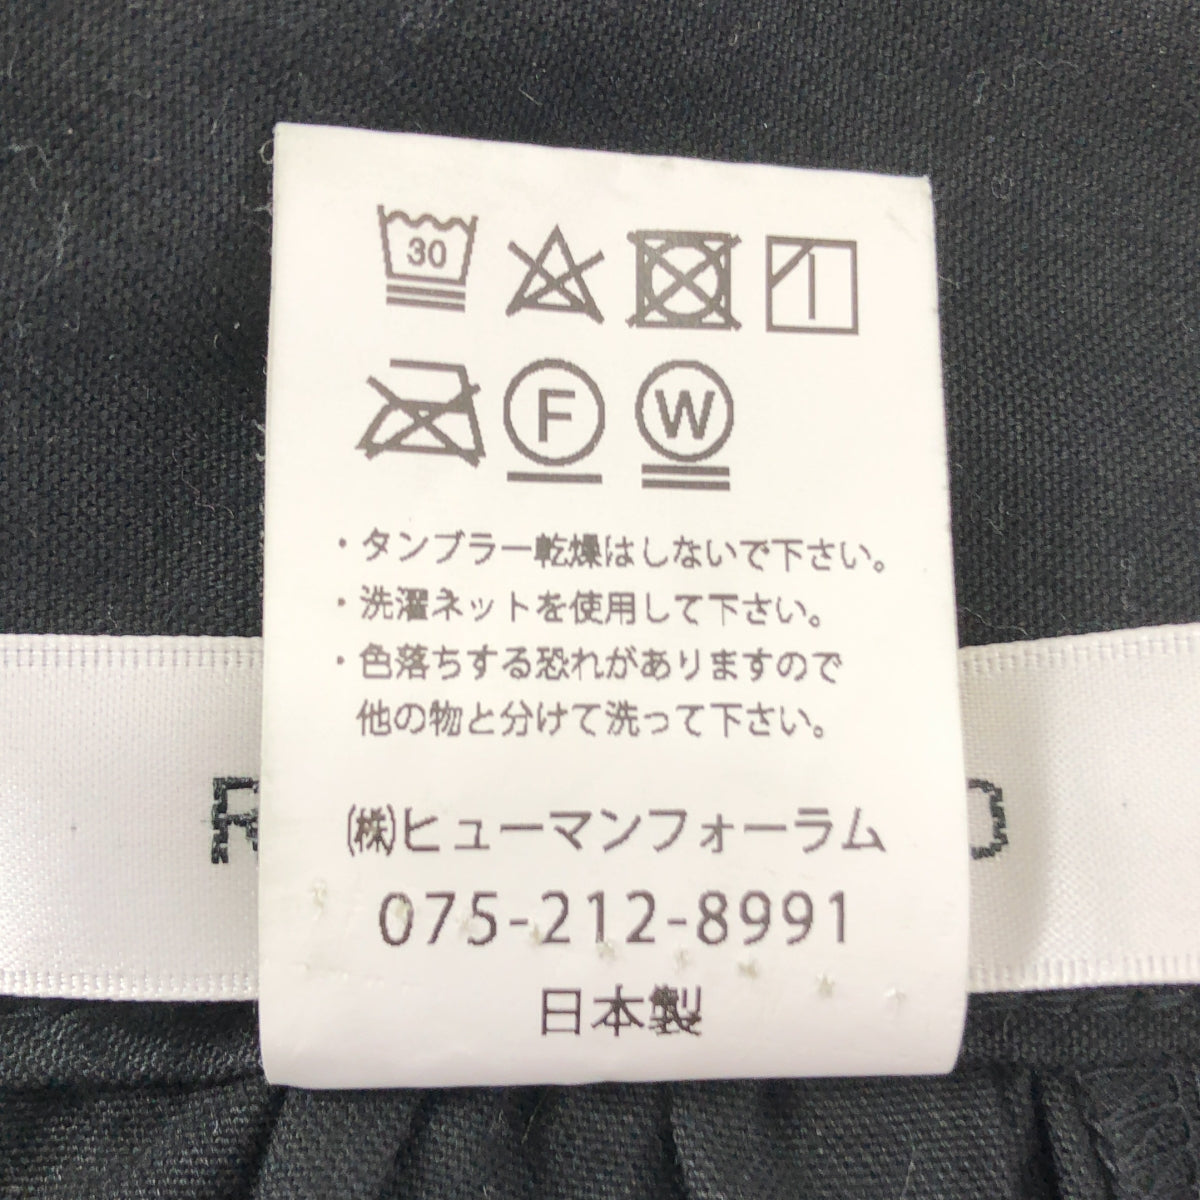 30
F W
・タンブラー乾燥はしないで下さい。
・洗濯ネットを使用して下さい。
・色落ちする恐れがありますので
他の物と分けて洗って下さい。
(株)ヒューマンフォーラム
075-212-8991
日本製